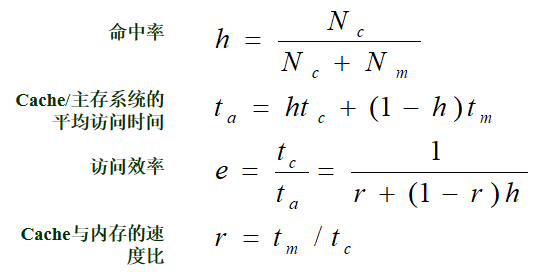 命中率 h = N_c / (N_c + N_m)
Cache/主存系统的
平均访问时间 t_a = ht_c + (1 − h)t_m
访问效率 e = t_c / t_a = 1 / (r + (1 − r)h)
Cache与内存的速
度比 r = t_m / t_c